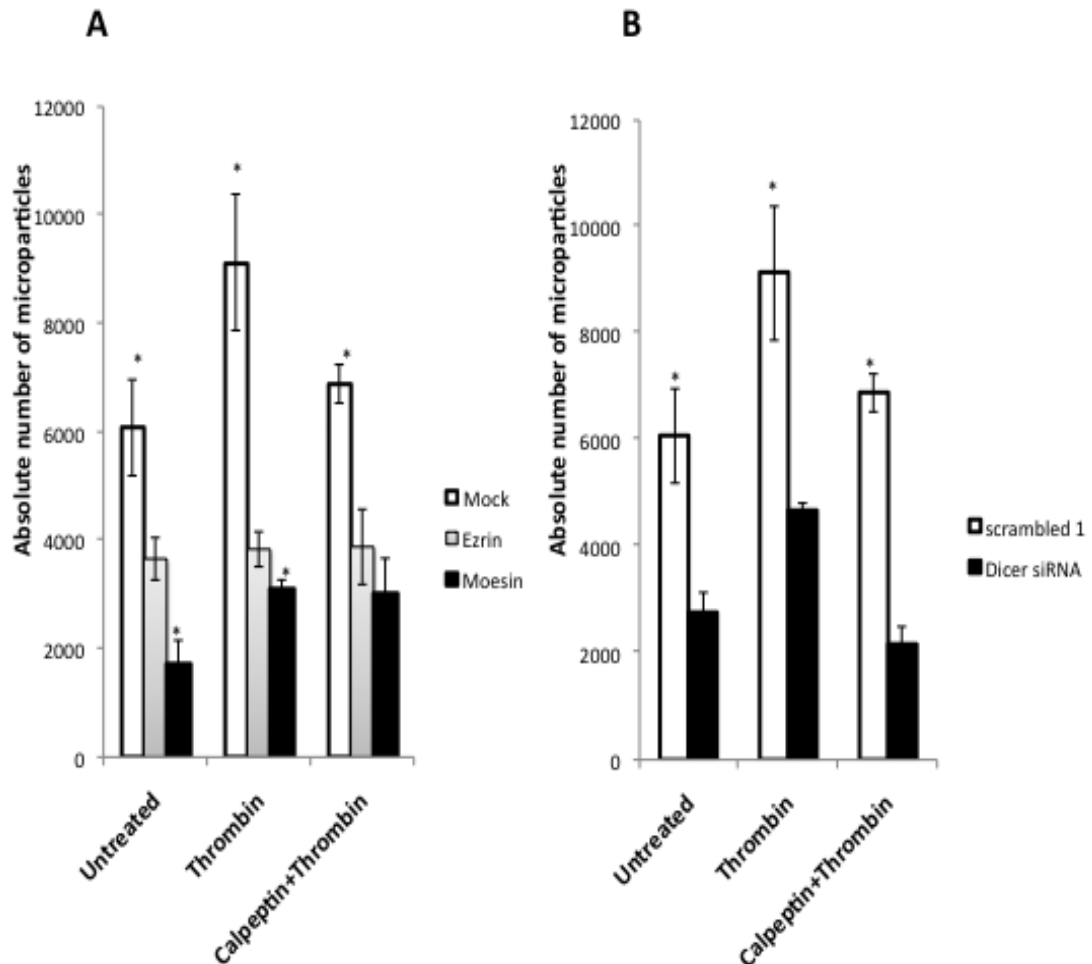 A
Absolute number of microparticles
12000
10000
8000
6000
4000
2000
0
*
*
*
*
*
Untreated
Thrombin
Calpeptin+Thrombin
Mock
Ezrin
Moesin
B
Absolute number of microparticles
12000
10000
8000
6000
4000
2000
0
*
*
*
Untreated
Thrombin
Calpeptin+Thrombin
scrambled 1
Dicer siRNA